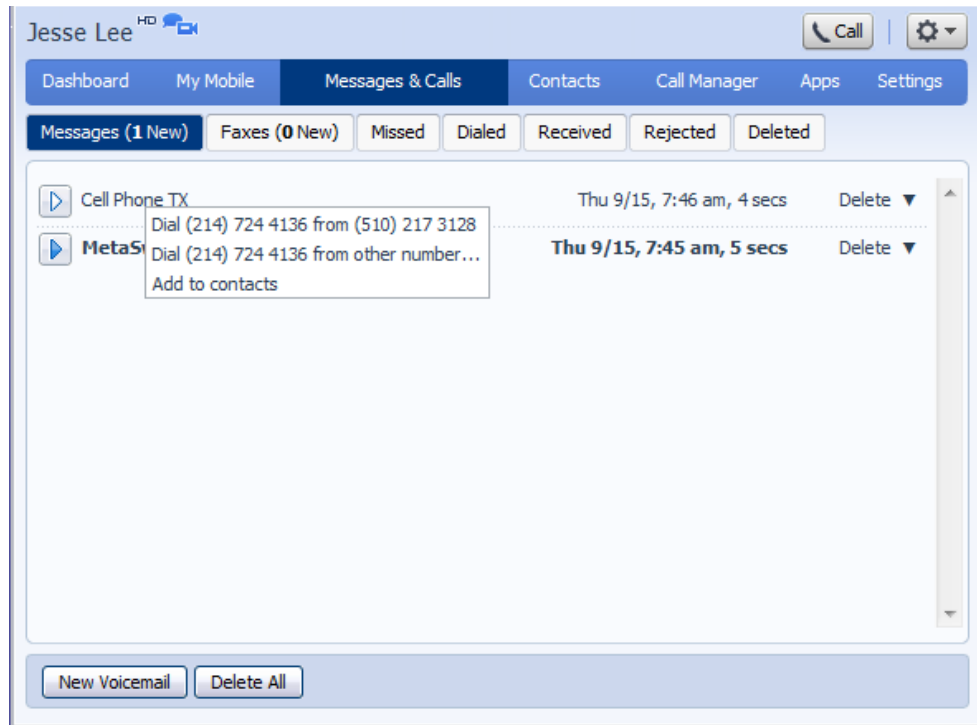 Jesse Lee HD
Call
Dashboard My Mobile Messages & Calls Contacts Call Manager Apps Settings
Messages (1 New) Faxes (0 New) Missed Dialed Received Rejected Deleted
Cell Phone TX Thu 9/15, 7:46 am, 4 secs Delete ▼
Dial (214) 724 4136 from (510) 217 3128
Thu 9/15, 7:45 am, 5 secs Delete ▼
Dial (214) 724 4136 from other number...
Add to contacts
New Voicemail Delete All